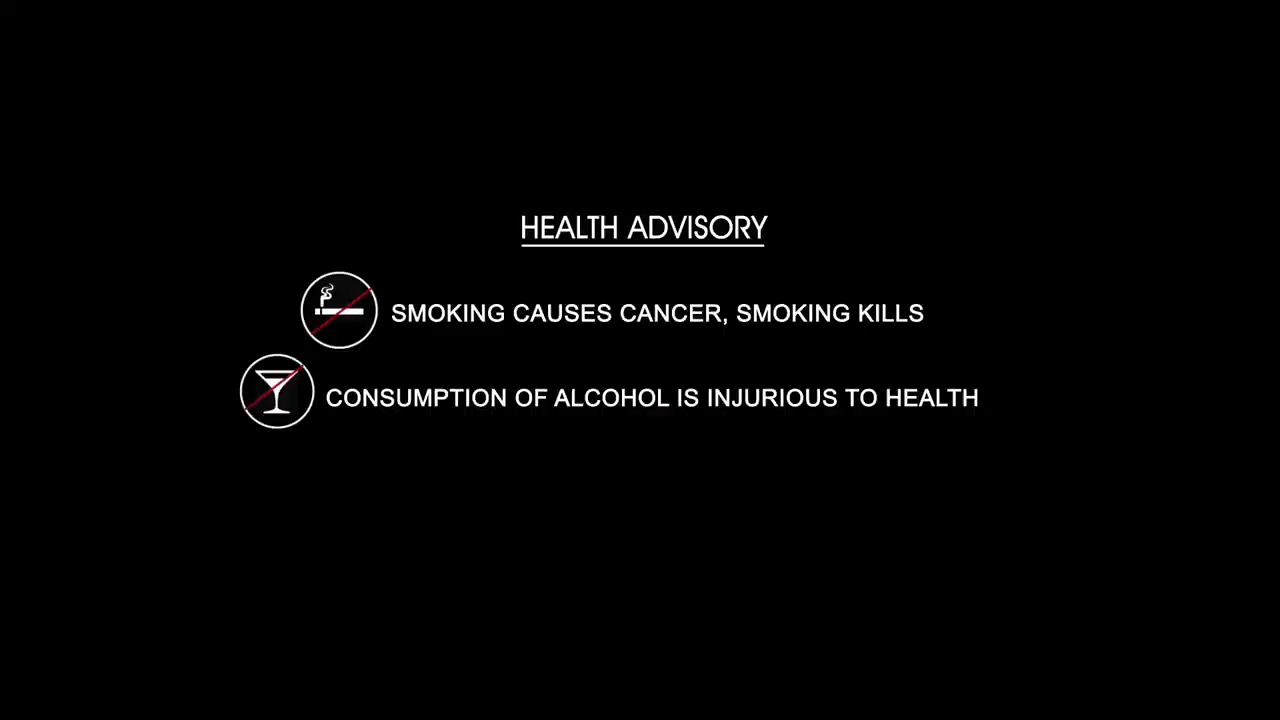 HEALTH ADVISORY
SMOKING CAUSES CANCER, SMOKING KILLS
CONSUMPTION OF ALCOHOL IS INJURIOUS TO HEALTH